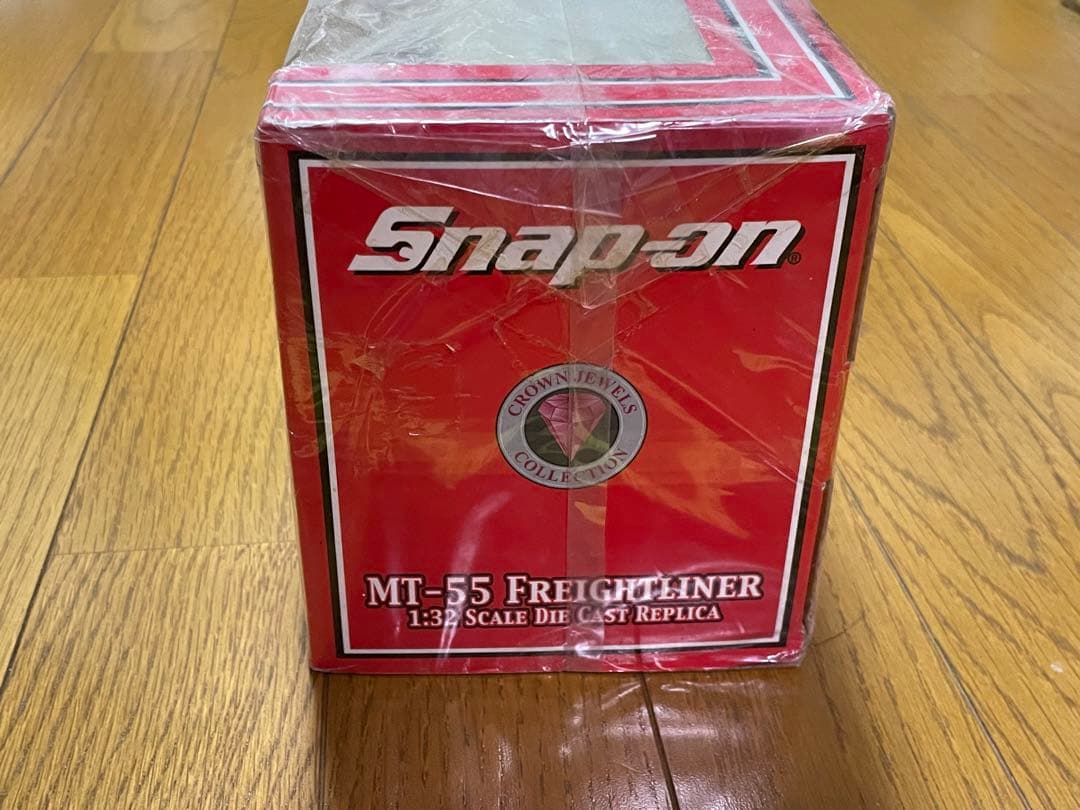 Snap-on®
CROWN JEWELS
COLLECTION
MT-55 FREIGHTLINER
1:32 SCALE DIE CAST REPLICA